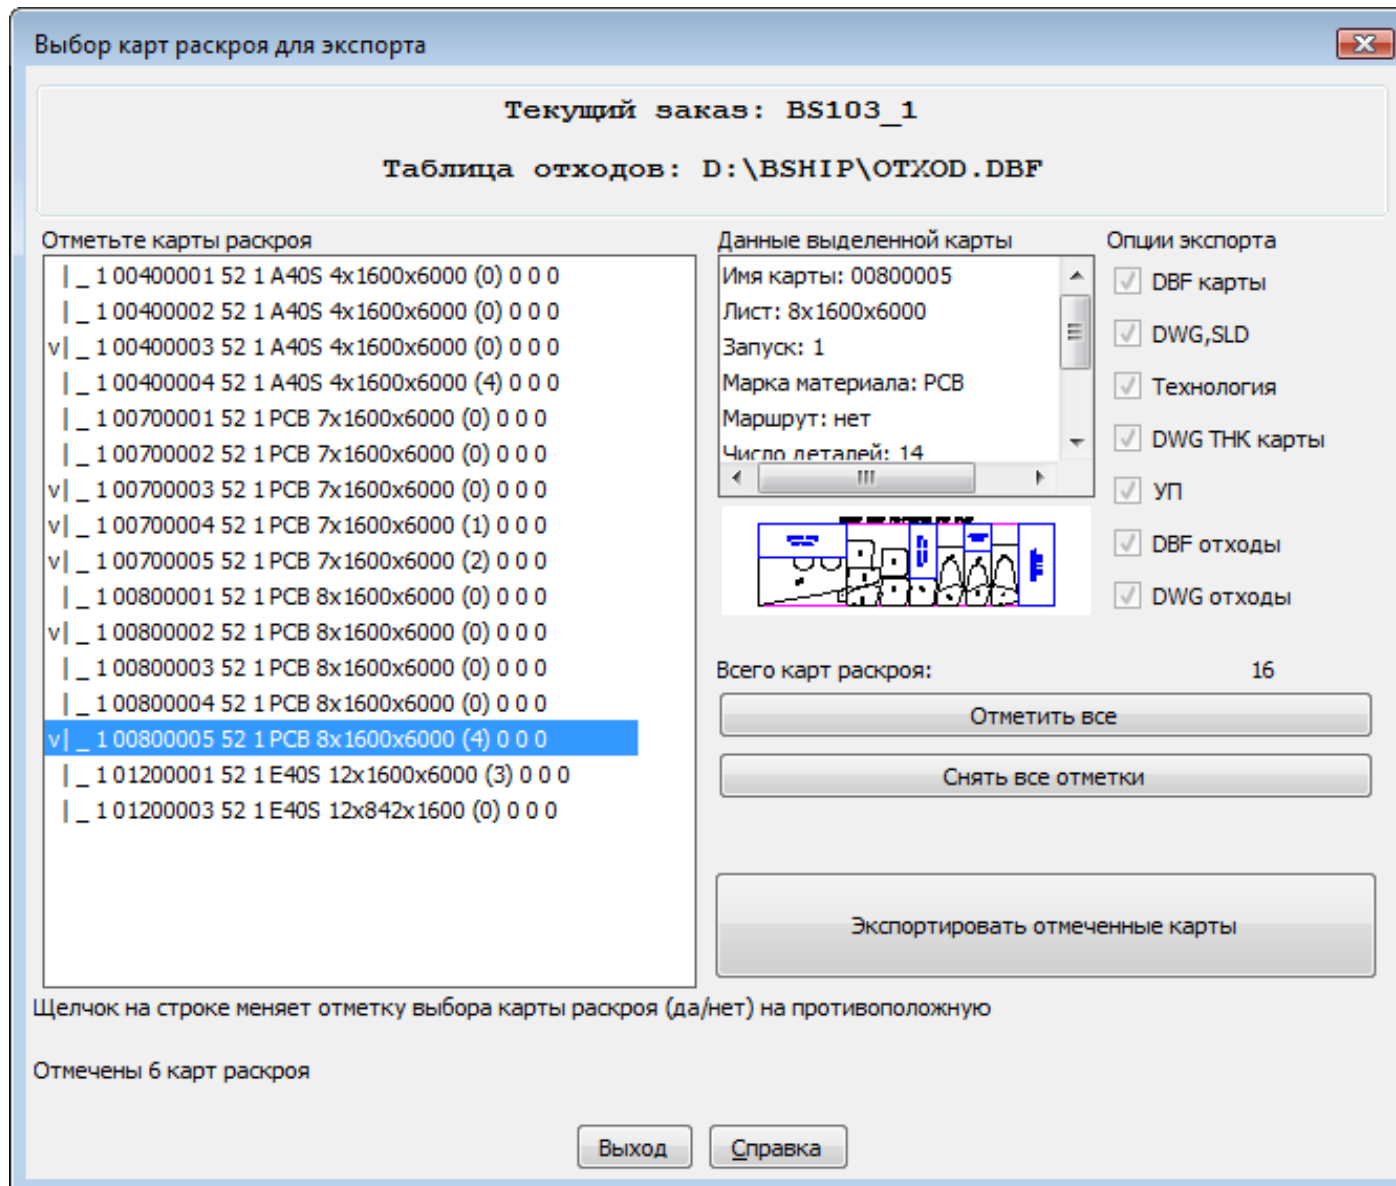 Выбор карт раскроя для экспорта
Текущий заказ: BS103_1
Таблица отходов: D:\BSHIP\OTXOD.DBF
Отметьте карты раскроя
| _ 1 00400001 52 1 A40S 4x1600x6000 (0) 0 0 0
| _ 1 00400002 52 1 A40S 4x1600x6000 (0) 0 0 0
v| _ 1 00400003 52 1 A40S 4x1600x6000 (0) 0 0 0
| _ 1 00400004 52 1 A40S 4x1600x6000 (4) 0 0 0
| _ 1 00700001 52 1 PCB 7x1600x6000 (0) 0 0 0
| _ 1 00700002 52 1 PCB 7x1600x6000 (0) 0 0 0
v| _ 1 00700003 52 1 PCB 7x1600x6000 (0) 0 0 0
v| _ 1 00700004 52 1 PCB 7x1600x6000 (1) 0 0 0
v| _ 1 00700005 52 1 PCB 7x1600x6000 (2) 0 0 0
| _ 1 00800001 52 1 PCB 8x1600x6000 (0) 0 0 0
v| _ 1 00800002 52 1 PCB 8x1600x6000 (0) 0 0 0
| _ 1 00800003 52 1 PCB 8x1600x6000 (0) 0 0 0
| _ 1 00800004 52 1 PCB 8x1600x6000 (0) 0 0 0
v| _ 1 00800005 52 1 PCB 8x1600x6000 (4) 0 0 0
| _ 1 01200001 52 1 E40S 12x1600x6000 (3) 0 0 0
| _ 1 01200003 52 1 E40S 12x842x1600 (0) 0 0 0
Данные выделенной карты
Имя карты: 00800005
Лист: 8x1600x6000
Запуск: 1
Марка материала: PCB
Маршрут: нет
Число деталей: 14
Опции экспорта
DBF карты
DWG,SLD
Технология
DWG ТНК карты
УП
DBF отходы
DWG отходы
Всего карт раскроя: 16
Отметить все
Снять все отметки
Экспортировать отмеченные карты
Щелчок на строке меняет отметку выбора карты раскроя (да/нет) на противоположную
Отмечены 6 карт раскроя
Выход
Справка